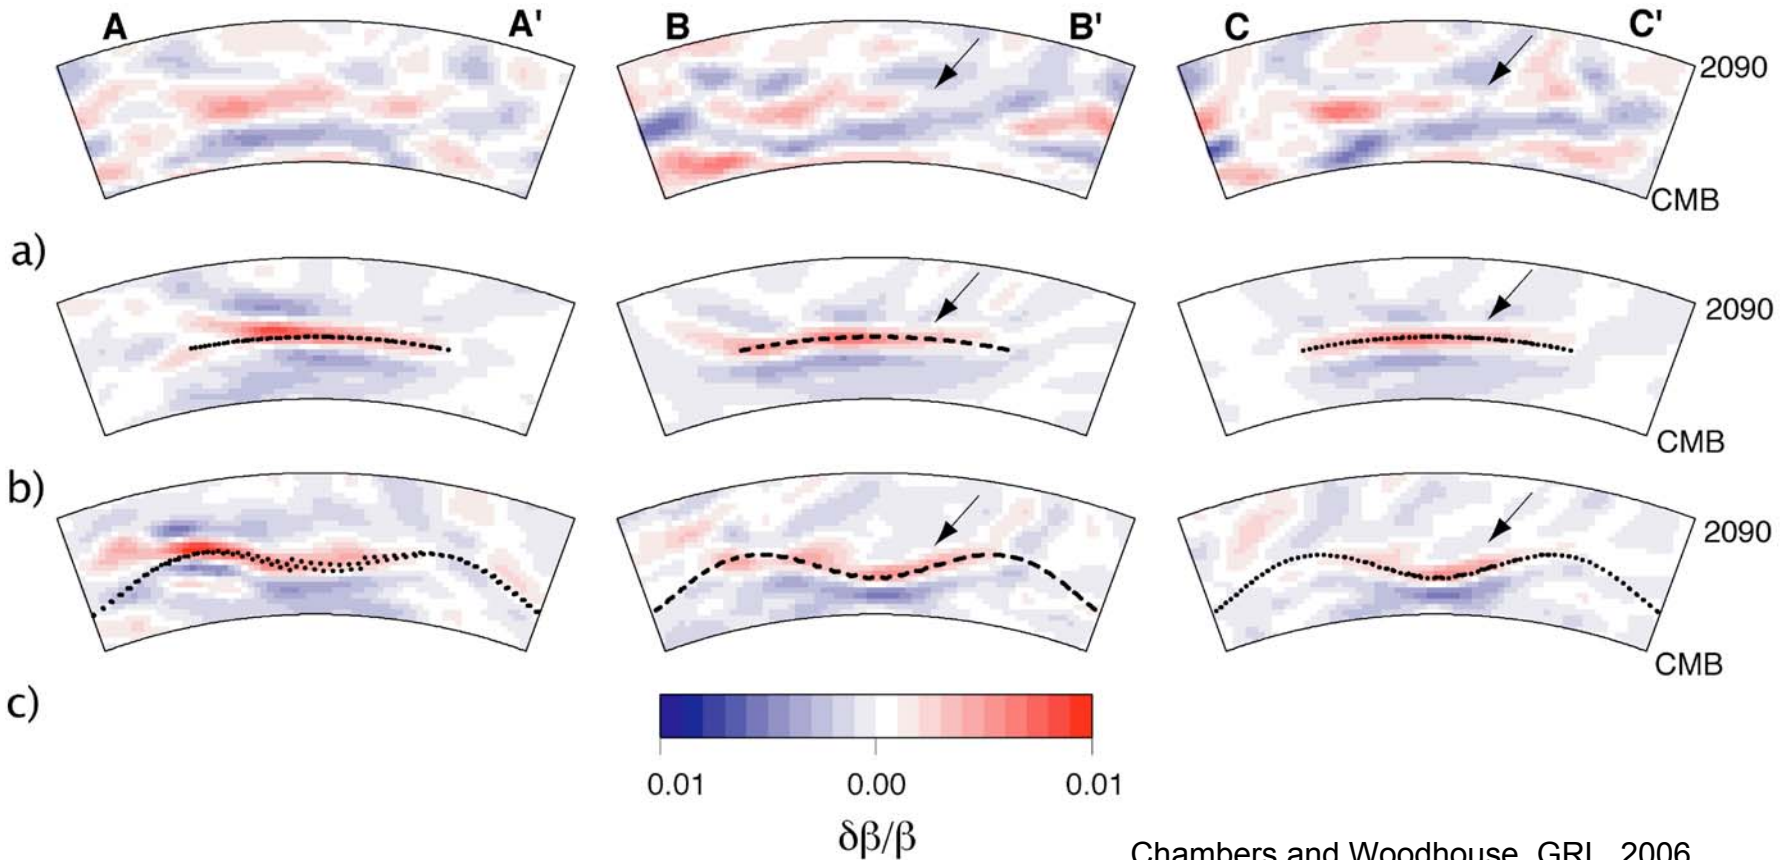 A A' B B' C C'
2090
CMB
a)
2090
CMB
b)
2090
CMB
c)
0.01 0.00 0.01
δβ/β
Chambers and Woodhouse, GRL, 2006